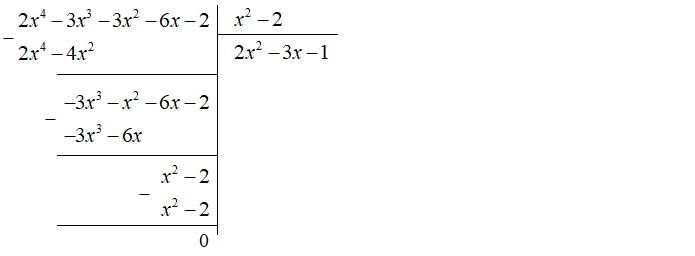 2x⁴ − 3x³ − 3x² − 6x − 2 | x² − 2
− 2x⁴ − 4x² | 2x² − 3x − 1
−3x³ − x² − 6x − 2
− −3x³ − 6x
x² − 2
− x² − 2
0